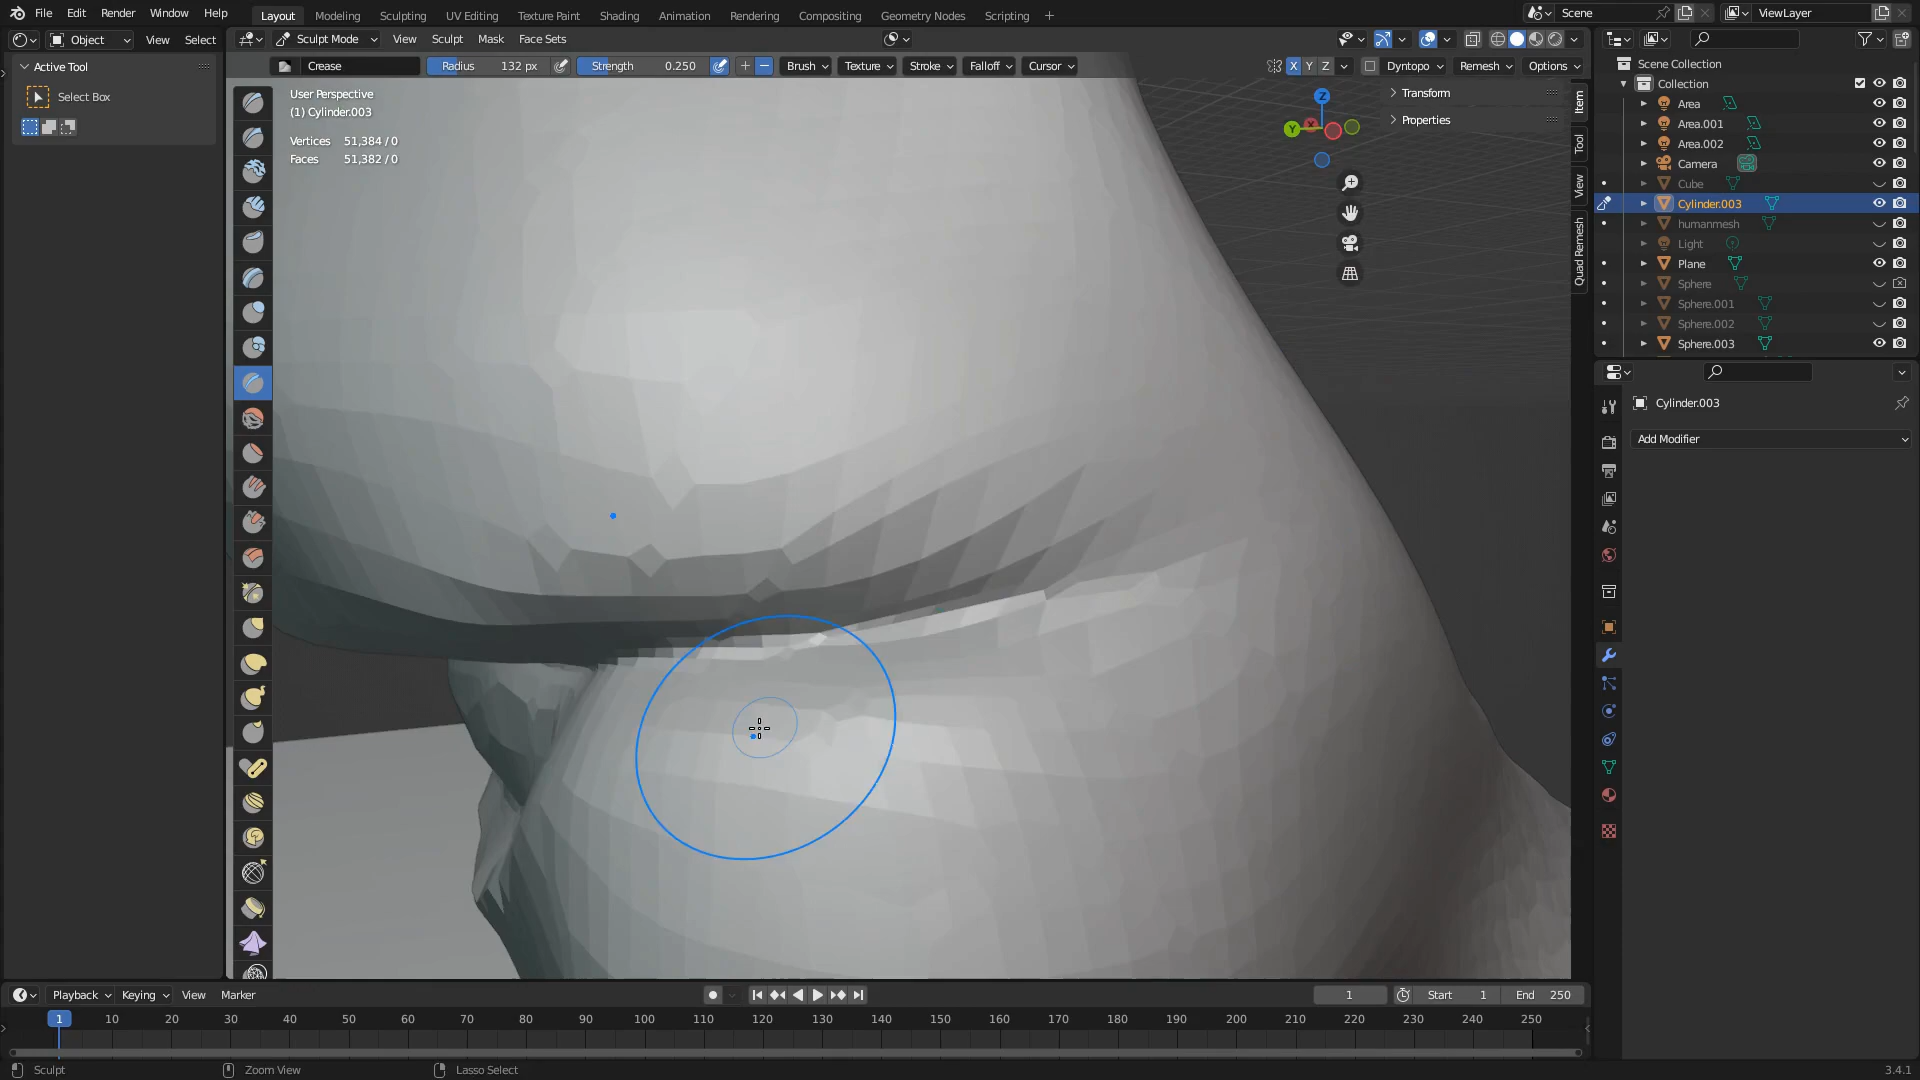 File Edit Render Window Help Layout Modeling Sculpting UV Editing Texture Paint Shading Animation Rendering Compositing Geometry Nodes Scripting + Scene ViewLayer
Object View Select Sculpt Mode View Sculpt Mask Face Sets
Crease Radius 132 px Strength 0.250 Brush Texture Stroke Falloff Cursor X Y Z Dyntopo Remesh Options
Active Tool
Select Box
User Perspective
(1) Cylinder.003
Vertices 51,384 / 0
Faces 51,382 / 0
Z
Y
X
Transform
Properties
Item
Tool
View
Quad Remesh
Scene Collection
Collection
Area
Area.001
Area.002
Camera
Cube
Cylinder.003
humanmesh
Light
Plane
Sphere
Sphere.001
Sphere.002
Sphere.003
Cylinder.003
Add Modifier
Playback Keying View Marker 1 Start 1 End 250
1 10 20 30 40 50 60 70 80 90 100 110 120 130 140 150 160 170 180 190 200 210 220 230 240 250
Sculpt Zoom View Lasso Select 3.4.1